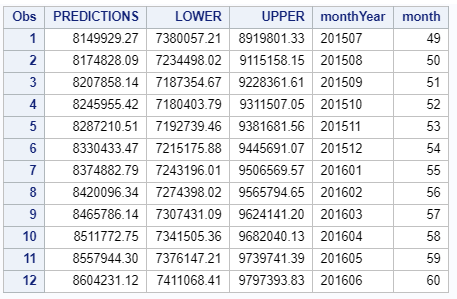 Obs PREDICTIONS LOWER UPPER monthYear month
1 8149929.27 7380057.21 8919801.33 201507 49
2 8174828.09 7234498.02 9115158.15 201508 50
3 8207858.14 7187354.67 9228361.61 201509 51
4 8245955.42 7180403.79 9311507.05 201510 52
5 8287210.51 7192739.46 9381681.56 201511 53
6 8330433.47 7215175.88 9445691.07 201512 54
7 8374882.79 7243196.01 9506569.57 201601 55
8 8420096.34 7274398.02 9565794.65 201602 56
9 8465786.14 7307431.09 9624141.20 201603 57
10 8511772.75 7341505.36 9682040.13 201604 58
11 8557944.30 7376147.21 9739741.39 201605 59
12 8604231.12 7411068.41 9797393.83 201606 60